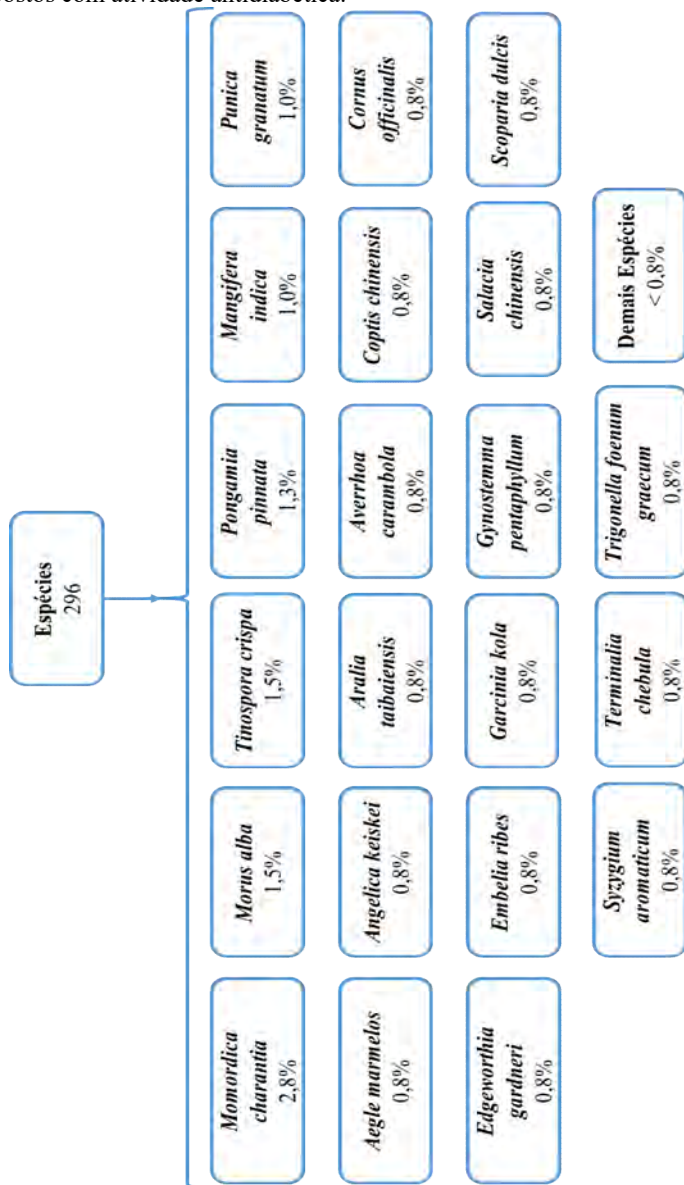 ostos com atividade antidiabética.
Espécies
296
Momordica
charantia
2,8%
Morus alba
1,5%
Tinospora crispa
1,5%
Pongamia
pinnata
1,3%
Mangifera
indica
1,0%
Punica
granatum
1,0%
Aegle marmelos
0,8%
Angelica keiskei
0,8%
Aralia
taibaiensis
0,8%
Averrhoa
carambola
0,8%
Coptis chinensis
0,8%
Cornus
officinalis
0,8%
Edgeworthia
gardneri
0,8%
Embelia ribes
0,8%
Garcinia kola
0,8%
Gynostemma
pentaphyllum
0,8%
Salacia
chinensis
0,8%
Scoparia dulcis
0,8%
Syzygium
aromaticum
0,8%
Terminalia
chebula
0,8%
Trigonella foenum
graecum
0,8%
Demais Espécies
< 0,8%